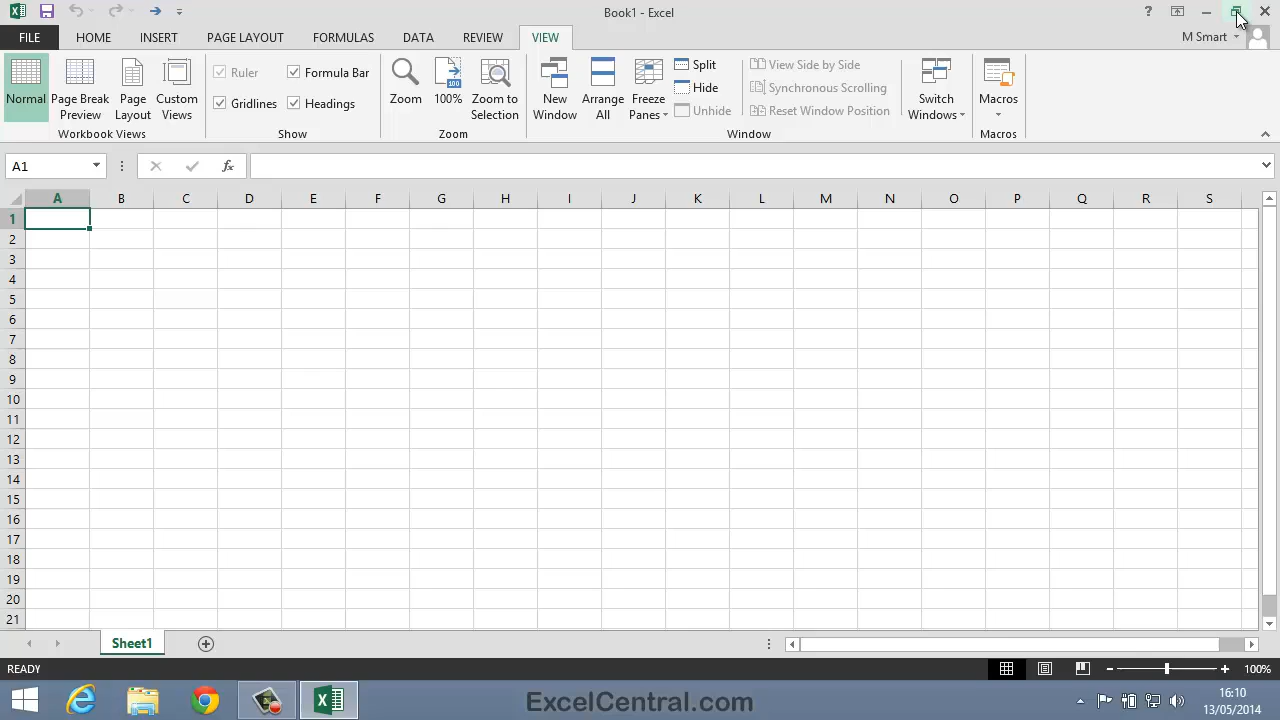 Book1 - Excel
?
FILE HOME INSERT PAGE LAYOUT FORMULAS DATA REVIEW VIEW M Smart
Normal Page Break Preview Page Layout Custom Views
Workbook Views
Ruler Formula Bar
Gridlines Headings
Show
Zoom 100% Zoom to Selection
100
Zoom
New Window Arrange All Freeze Panes
Split
Hide
Unhide
View Side by Side
Synchronous Scrolling
Reset Window Position
Switch Windows
Window
Macros
Macros
A1 fx
A B C D E F G H I J K L M N O P Q R S
1
2
3
4
5
6
7
8
9
10
11
12
13
14
15
16
17
18
19
20
21
Sheet1
READY 100%
ExcelCentral.com
16:10
13/05/2014